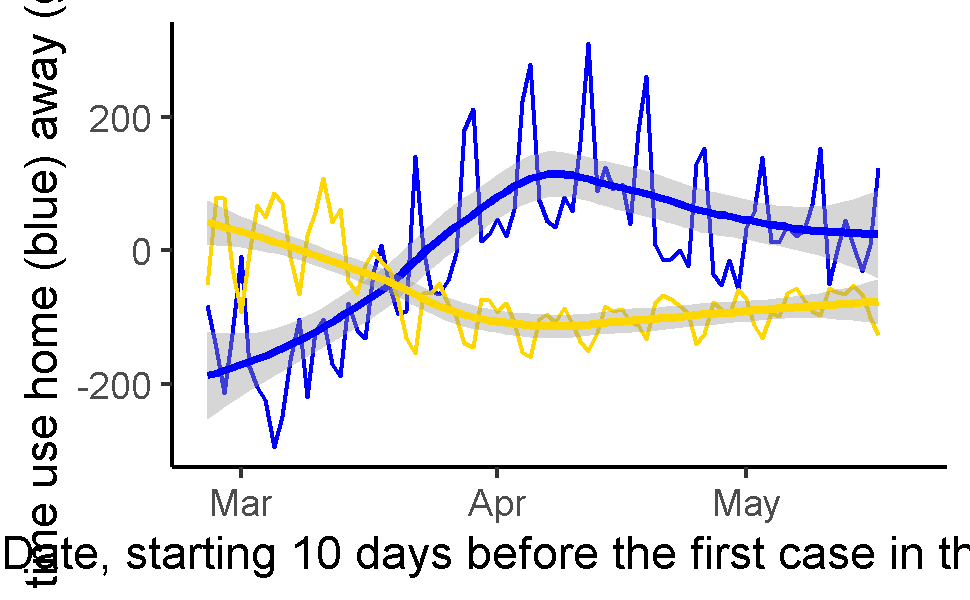 time use home (blue) away (
200
0
-200
Mar Apr May
Date, starting 10 days before the first case in th